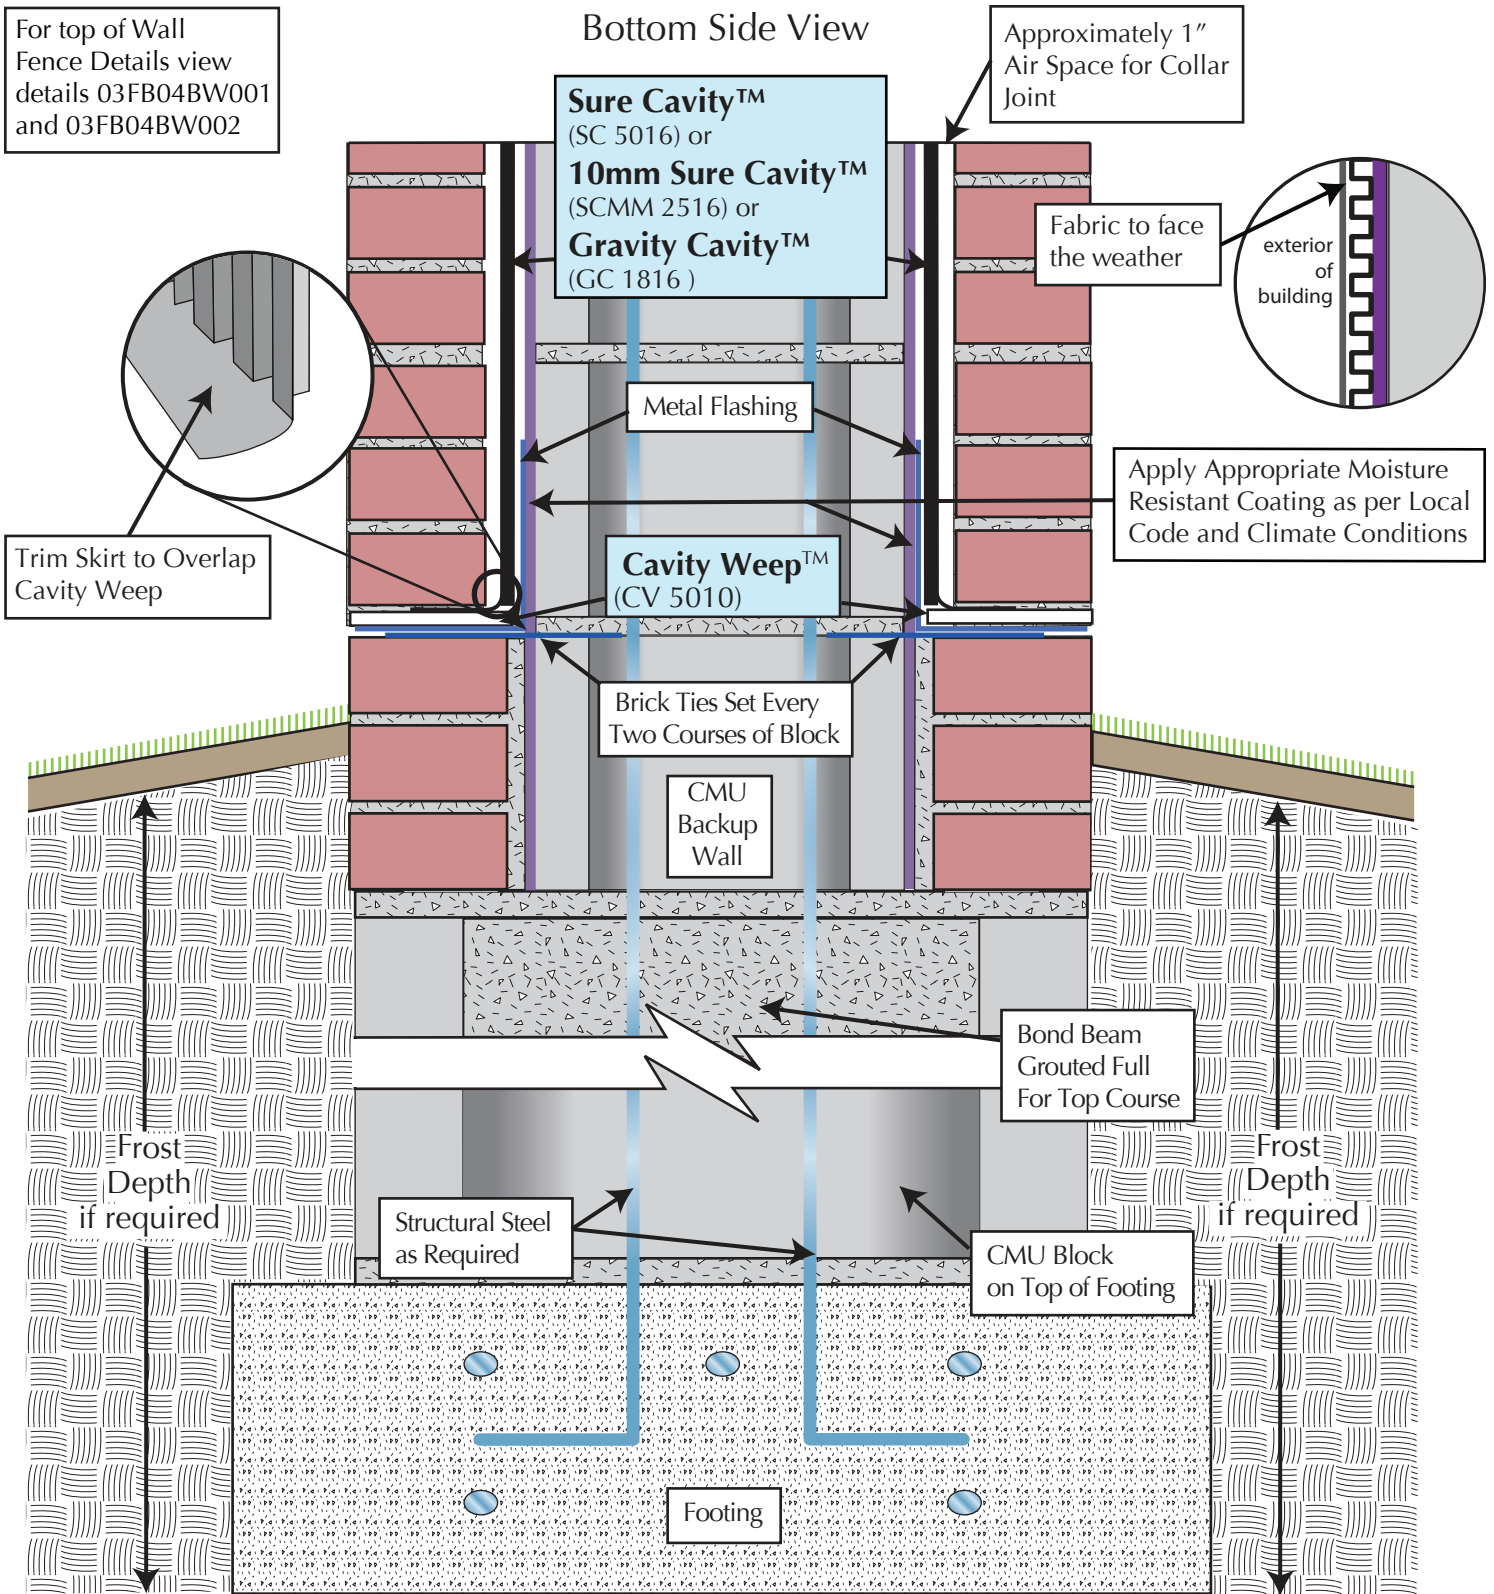 Bottom Side View
For top of Wall
Fence Details view
details 03FB04BW001
and 03FB04BW002
Sure Cavity™
(SC 5016) or
10mm Sure Cavity™
(SCMM 2516) or
Gravity Cavity™
(GC 1816 )
Approximately 1”
Air Space for Collar
Joint
Fabric to face
the weather
exterior
of
building
Metal Flashing
Apply Appropriate Moisture
Resistant Coating as per Local
Code and Climate Conditions
Trim Skirt to Overlap
Cavity Weep
Cavity Weep™
(CV 5010)
Brick Ties Set Every
Two Courses of Block
CMU
Backup
Wall
Bond Beam
Grouted Full
For Top Course
Frost
Depth
if required
Frost
Depth
if required
Structural Steel
as Required
CMU Block
on Top of Footing
Footing